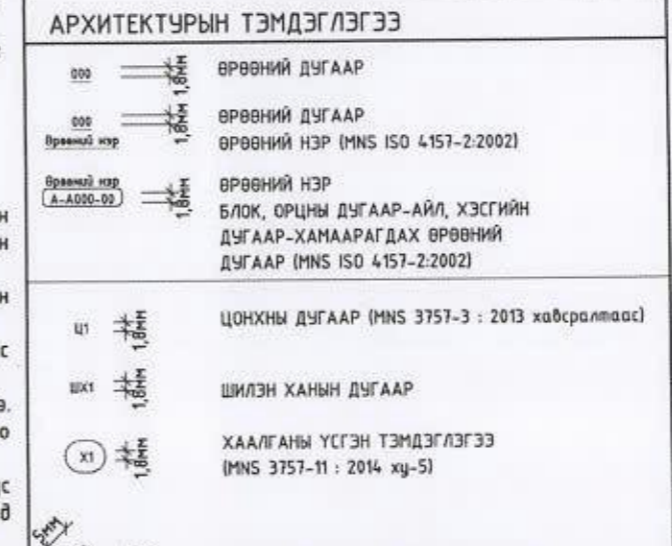 АРХИТЕКТУРЫН ТЭМДЭГЛЭГЭЭ
000 1,8мм ӨРӨӨНИЙ ДУГААР
000 1,8мм ӨРӨӨНИЙ ДУГААР
Өрөөний нэр ӨРӨӨНИЙ НЭР (MNS ISO 4157-2:2002)
Өрөөний нэр ӨРӨӨНИЙ НЭР
А-А000-00 1,8мм БЛОК, ОРЦНЫ ДУГААР-АЙЛ, ХЭСГИЙН
ДУГААР-ХАМААРАГДАХ ӨРӨӨНИЙ
ДУГААР (MNS ISO 4157-2:2002)
Ц1 1,8мм ЦОНХНЫ ДУГААР (MNS 3757-3 : 2013 хавсралтаас)
ШХ1 1,8мм ШИЛЭН ХАНЫН ДУГААР
Х1 1,8мм ХААЛГАНЫ ҮСГЭН ТЭМДЭГЛЭГЭЭ
(MNS 3757-11 : 2014 ху-5)
5мм